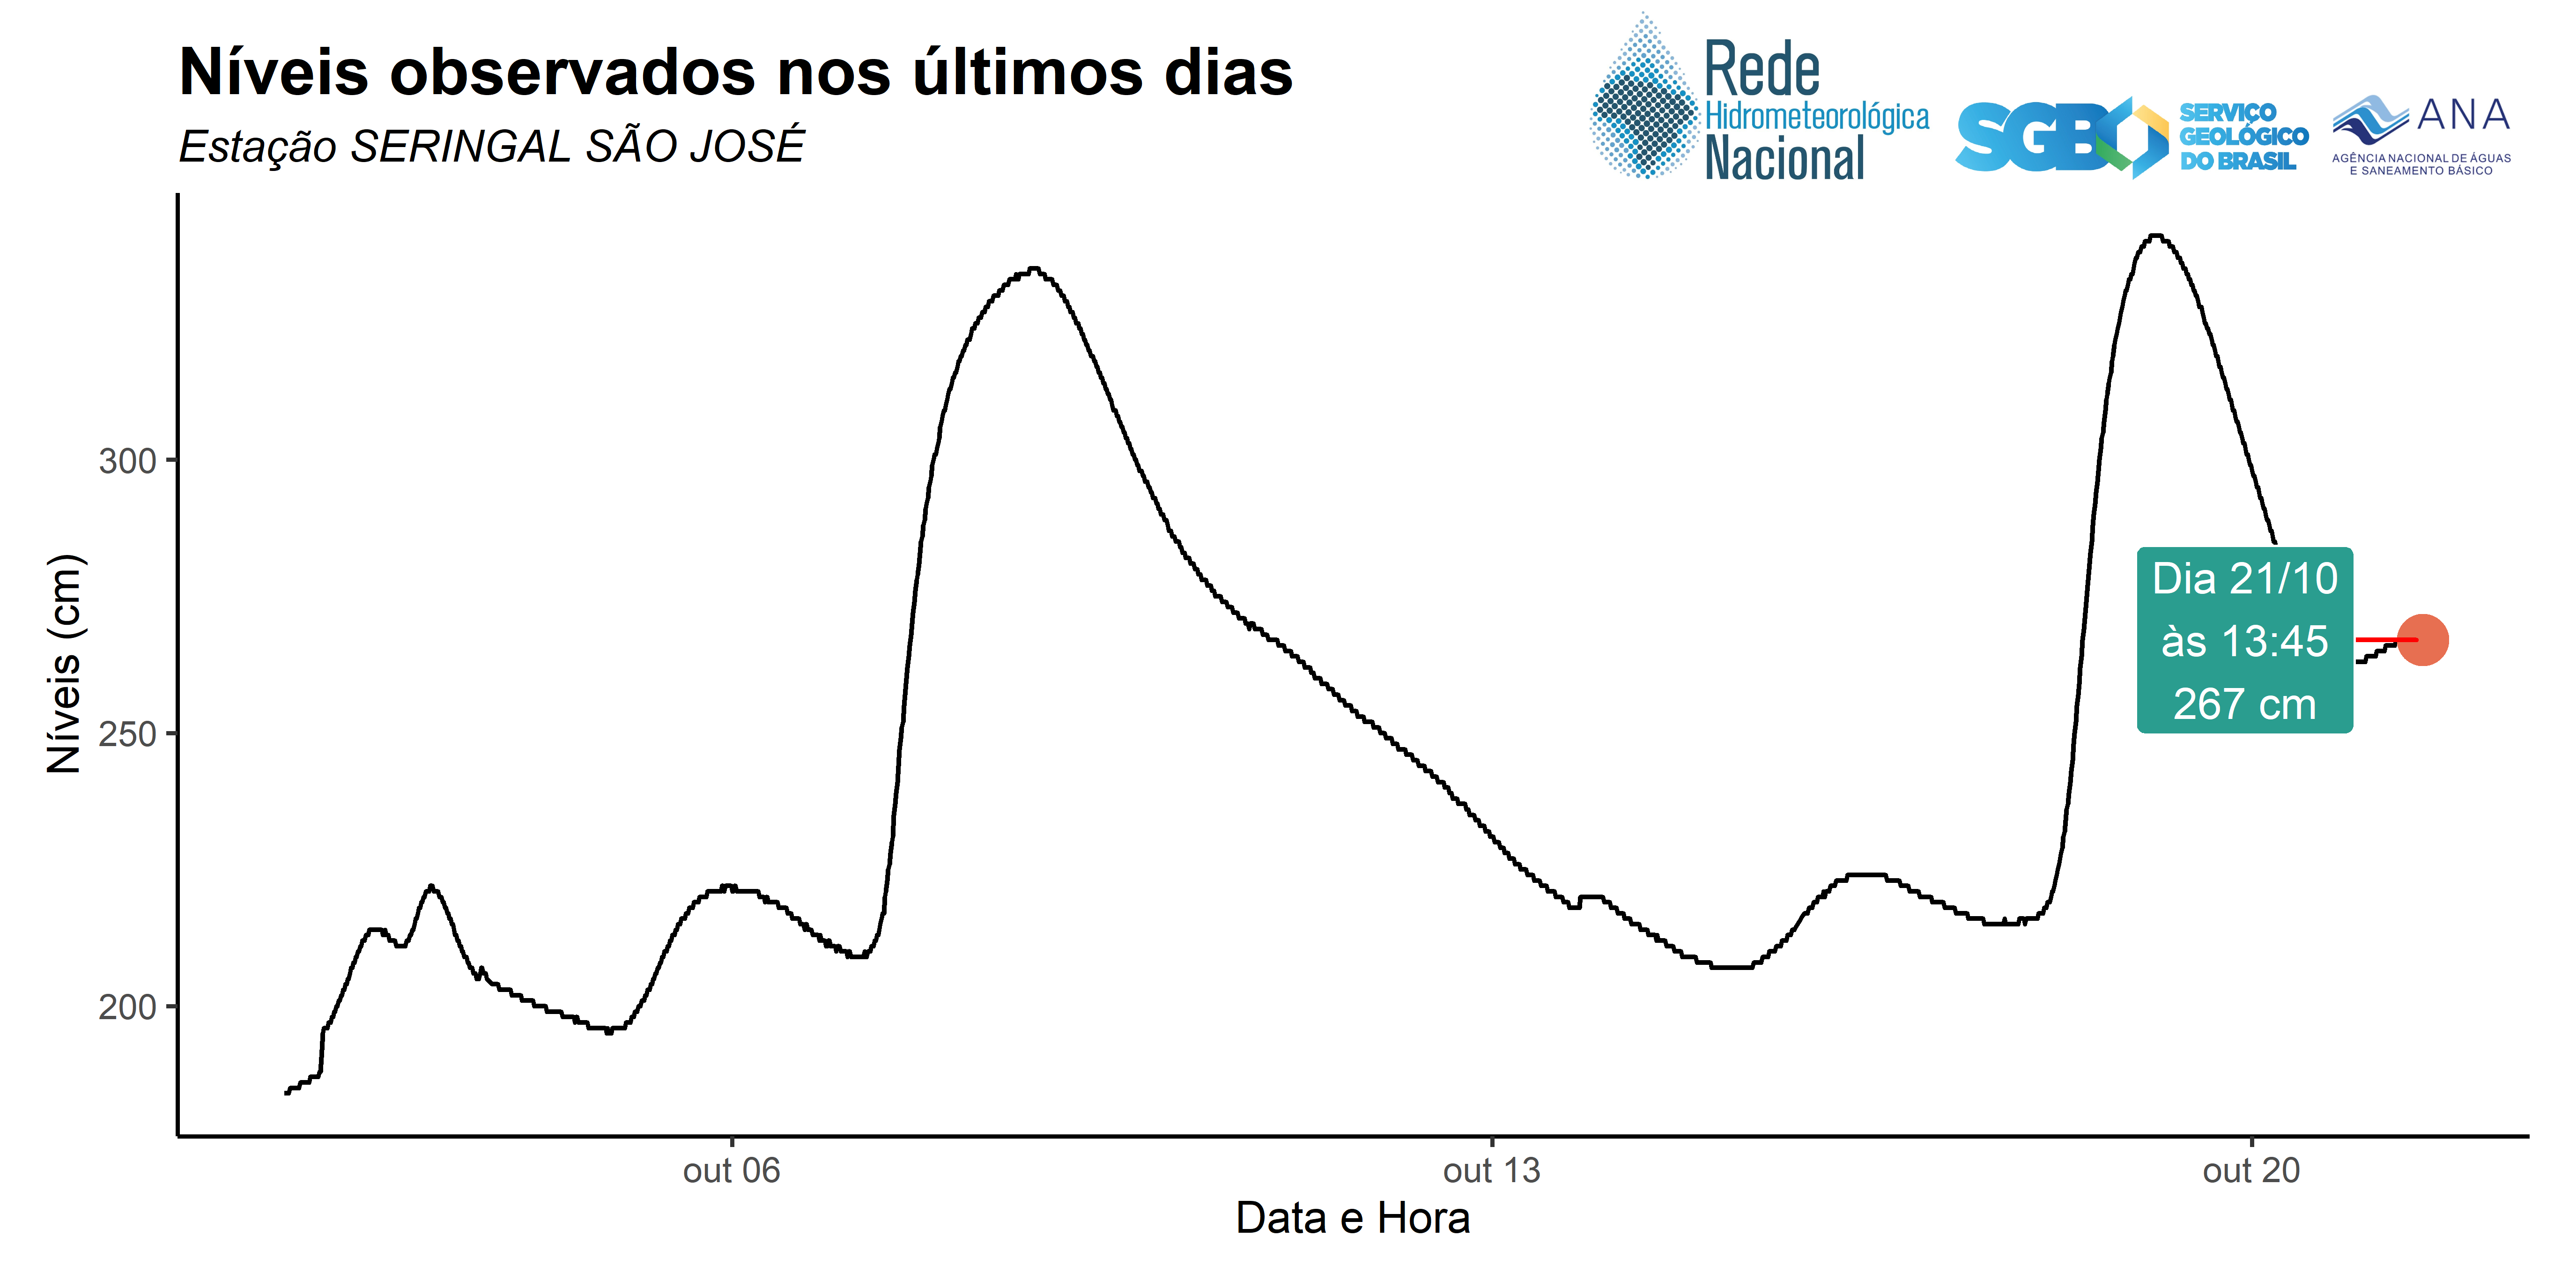 Níveis observados nos últimos dias
Estação SERINGAL SÃO JOSÉ
Rede
Hidrometeorológica
Nacional
SGB
SERVIÇO
GEOLÓGICO
DO BRASIL
ANA
AGÊNCIA NACIONAL DE ÁGUAS
E SANEAMENTO BÁSICO
Níveis (cm)
300
250
200
Dia 21/10
às 13:45
267 cm
out 06
out 13
out 20
Data e Hora